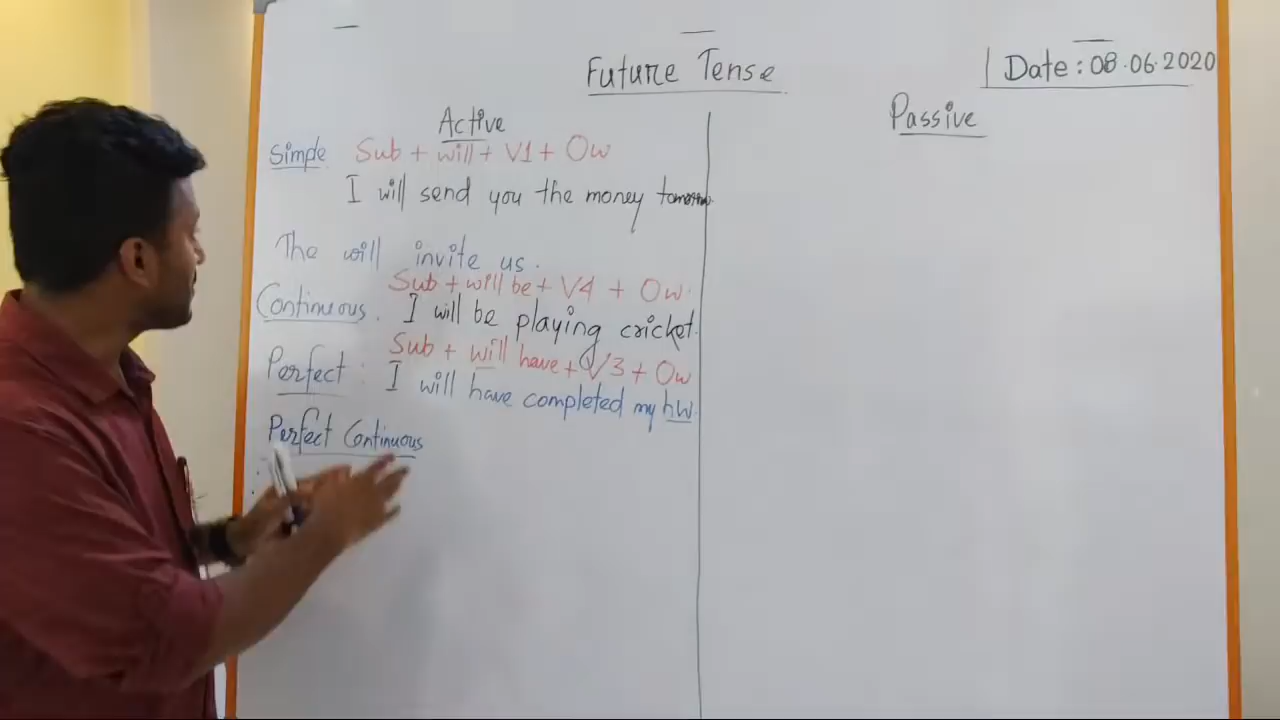 Future Tense
Date : 08.06.2020
Active
Passive
Simple Sub + will + V1 + Ow
I will send you the money tomorrow.
The will invite us.
Sub + will be + V4 + Ow.
Continuous. I will be playing cricket.
Sub + will have + V3 + Ow
Perfect : I will have completed my hw.
Perfect Continuous
: